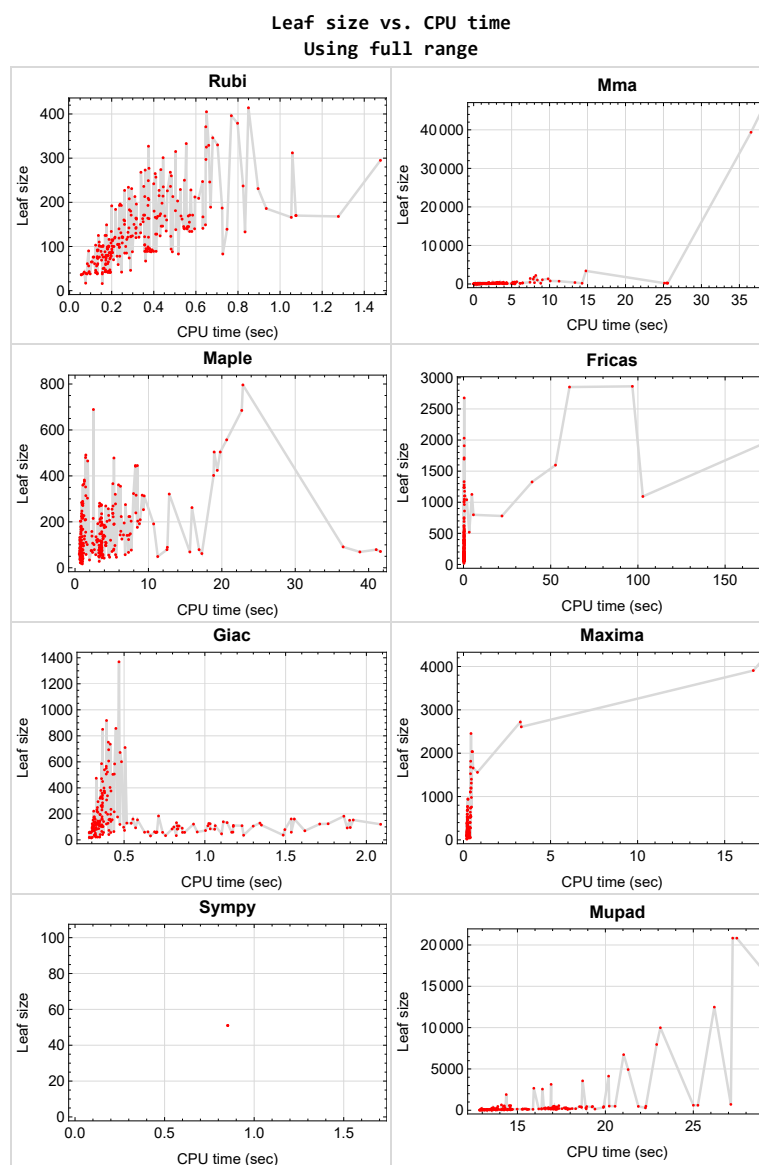 Leaf size vs. CPU time
Using full range
Rubi
Leaf size
400
300
200
100
0
0.0 0.2 0.4 0.6 0.8 1.0 1.2 1.4
CPU time (sec)
Mma
Leaf size
40 000
30 000
20 000
10 000
0
0 5 10 15 20 25 30 35
CPU time (sec)
Maple
Leaf size
800
600
400
200
0
0 10 20 30 40
CPU time (sec)
Fricas
Leaf size
3000
2500
2000
1500
1000
500
0
0 50 100 150
CPU time (sec)
Giac
Leaf size
1400
1200
1000
800
600
400
200
0
0.5 1.0 1.5 2.0
CPU time (sec)
Maxima
Leaf size
4000
3000
2000
1000
0
0 5 10 15
CPU time (sec)
Sympy
Leaf size
100
80
60
40
20
0
0.0 0.5 1.0 1.5
CPU time (sec)
Mupad
Leaf size
20 000
15 000
10 000
5000
0
15 20 25
CPU time (sec)